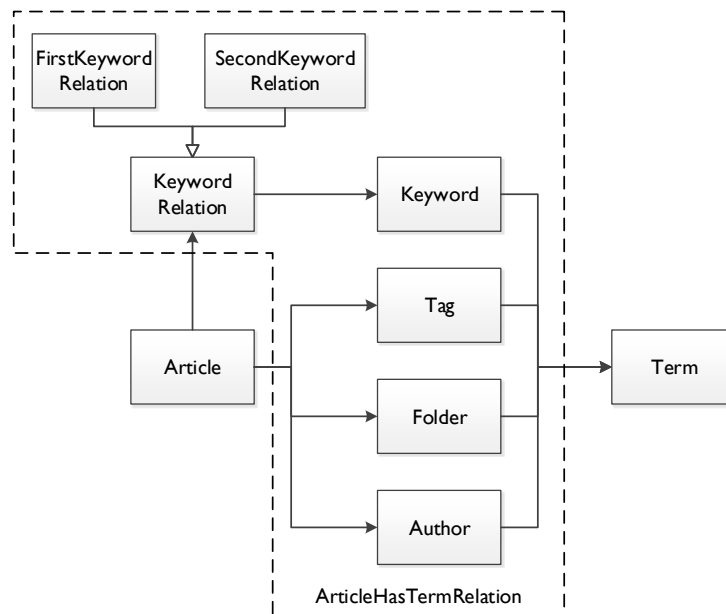 FirstKeyword
Relation
SecondKeyword
Relation
Keyword
Relation
Keyword
Tag
Article
Term
Folder
Author
ArticleHasTermRelation